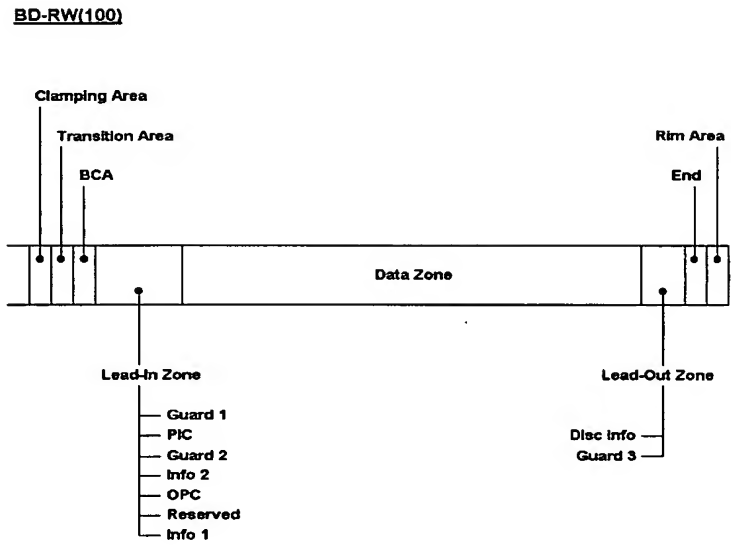 BD-RW(100)
Clamping Area
Transition Area
Rim Area
BCA
End
Data Zone
Lead-In Zone
Lead-Out Zone
Guard 1
PIC
Disc Info
Guard 2
Guard 3
Info 2
OPC
Reserved
Info 1